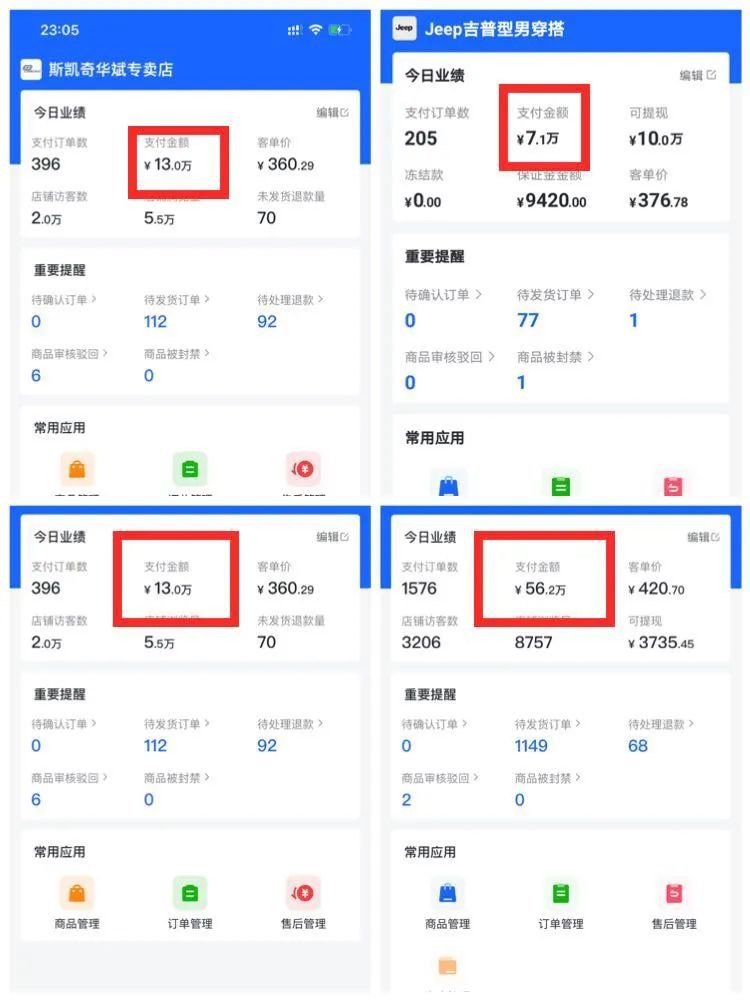 23:05
斯凯奇华斌专卖店
今日业绩
编辑
支付订单数
支付金额
客单价
396
¥ 13.0万
¥ 360.29
店铺访客数
未发货退款量
2.0万
5.5万
70
重要提醒
待确认订单 >
待发货订单 >
待处理退款 >
0
112
92
商品审核驳回 >
商品被封禁 >
6
0
常用应用
Jeep
Jeep吉普型男穿搭
今日业绩
编辑
支付订单数
支付金额
可提现
205
¥7.1万
¥10.0万
冻结款
保证金金额
客单价
¥0.00
¥9420.00
¥376.78
重要提醒
待确认订单 >
待发货订单 >
待处理退款 >
0
77
1
商品审核驳回 >
商品被封禁 >
0
1
常用应用
今日业绩
编辑
支付订单数
支付金额
客单价
396
¥ 13.0万
¥ 360.29
店铺访客数
未发货退款量
2.0万
5.5万
70
重要提醒
待确认订单 >
待发货订单 >
待处理退款 >
0
112
92
商品审核驳回 >
商品被封禁 >
6
0
常用应用
商品管理
订单管理
售后管理
今日业绩
编辑
支付订单数
支付金额
客单价
1576
¥ 56.2万
¥ 420.70
店铺访客数
可提现
3206
8757
¥ 3735.45
重要提醒
待确认订单 >
待发货订单 >
待处理退款 >
0
1149
68
商品审核驳回 >
商品被封禁 >
2
0
常用应用
商品管理
订单管理
售后管理